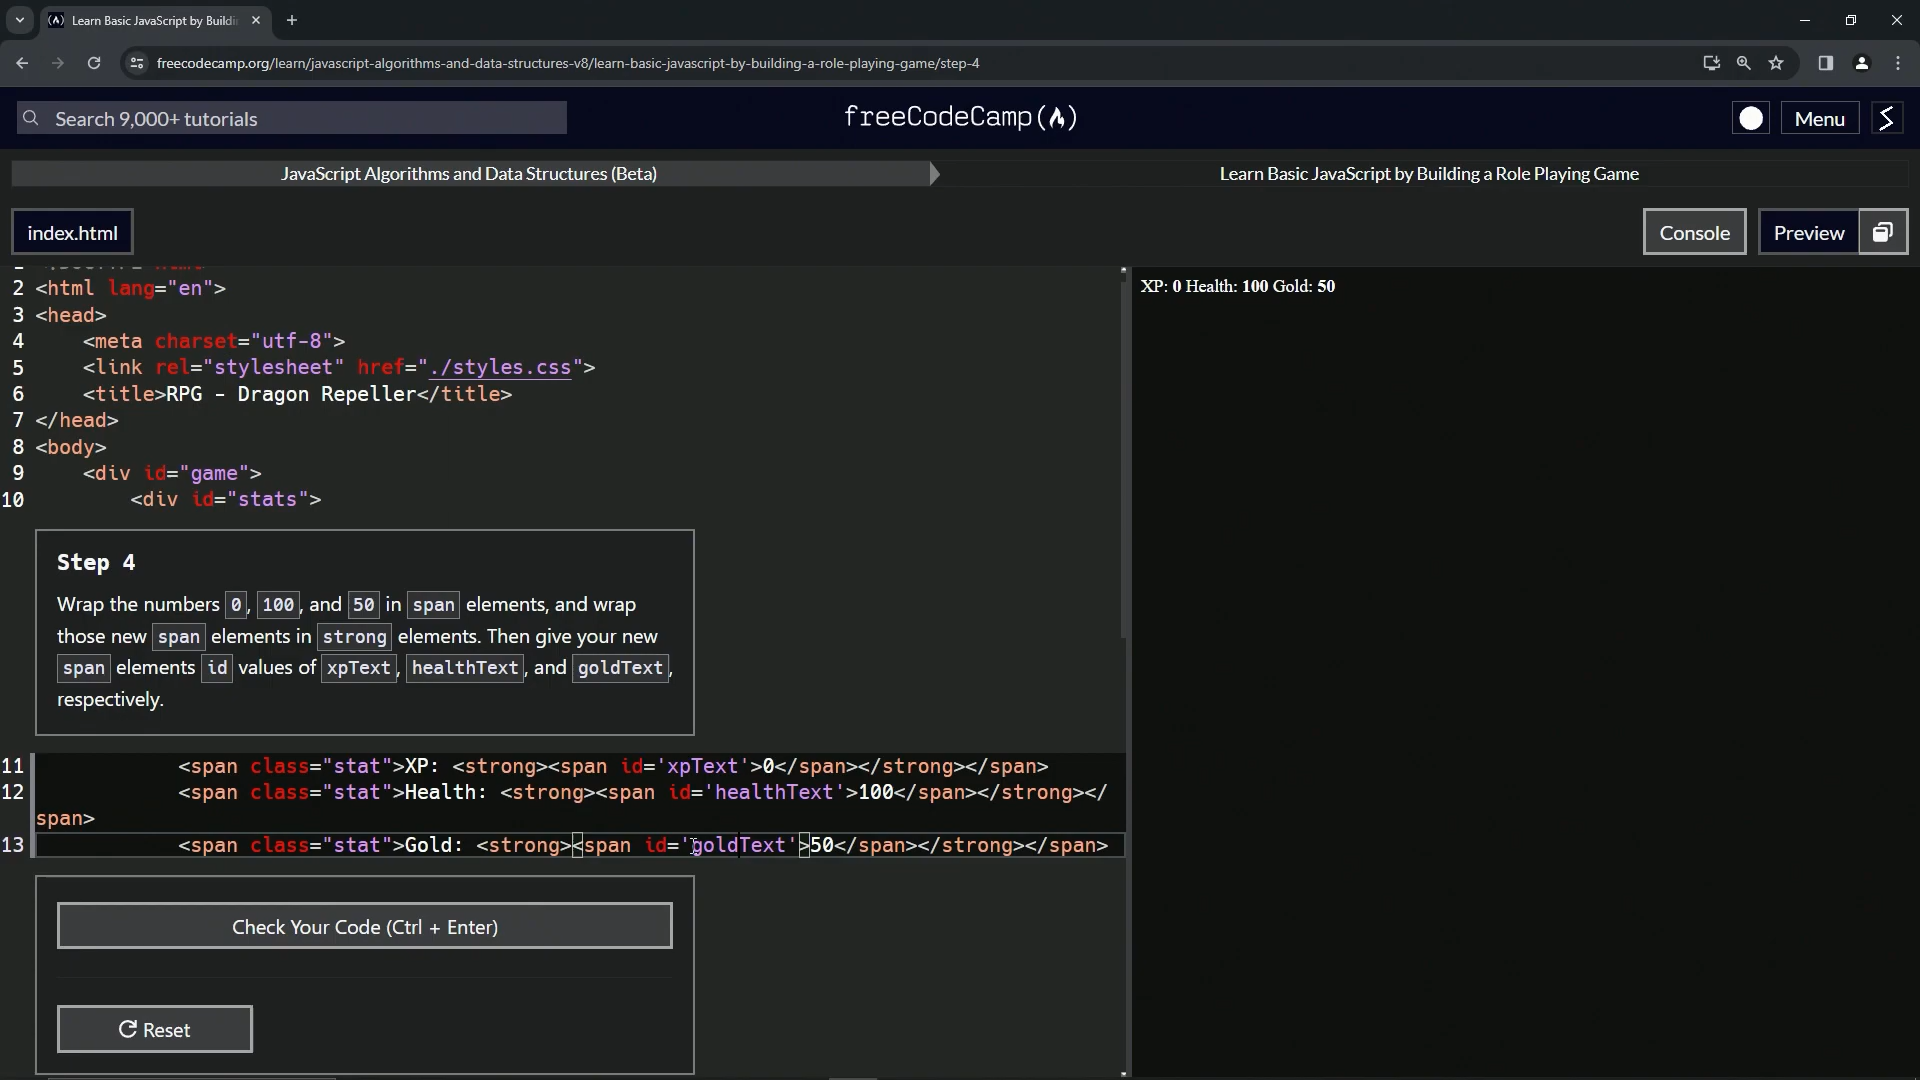 Learn Basic JavaScript by Buildi
freecodecamp.org/learn/javascript-algorithms-and-data-structures-v8/learn-basic-javascript-by-building-a-role-playing-game/step-4
Search 9,000+ tutorials
freeCodeCamp(🔥)
Menu
JavaScript Algorithms and Data Structures (Beta)
Learn Basic JavaScript by Building a Role Playing Game
index.html
Console
Preview
2 <html lang="en">
3 <head>
4     <meta charset="utf-8">
5     <link rel="stylesheet" href="./styles.css">
6     <title>RPG - Dragon Repeller</title>
7 </head>
8 <body>
9     <div id="game">
10         <div id="stats">
Step 4
Wrap the numbers 0, 100, and 50 in span elements, and wrap
those new span elements in strong elements. Then give your new
span elements id values of xpText, healthText, and goldText,
respectively.
11             <span class="stat">XP: <strong><span id='xpText'>0</span></strong></span>
12             <span class="stat">Health: <strong><span id='healthText'>100</span></strong></
span>
13             <span class="stat">Gold: <strong><span id='goldText'>50</span></strong></span>
Check Your Code (Ctrl + Enter)
Reset
XP: 0 Health: 100 Gold: 50